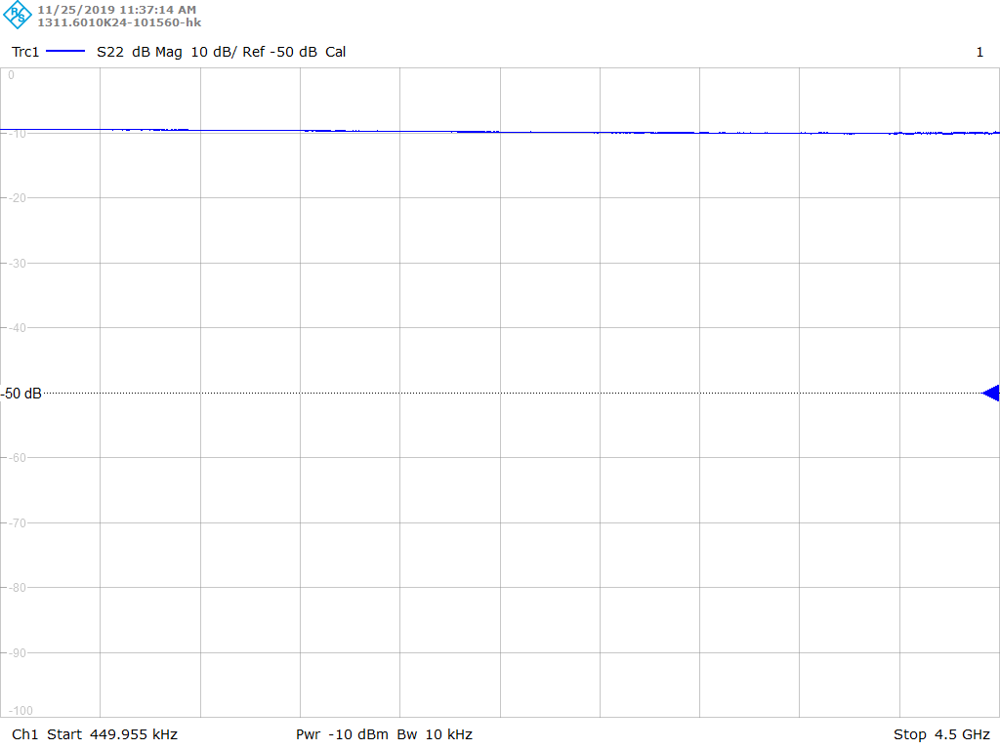 R&S
11/25/2019 11:37:14 AM
1311.6010K24-101560-hk
Trc1 S22 dB Mag 10 dB/ Ref -50 dB Cal 1
0
-10
-20
-30
-40
-50 dB
-60
-70
-80
-90
-100
Ch1 Start 449.955 kHz Pwr -10 dBm Bw 10 kHz Stop 4.5 GHz